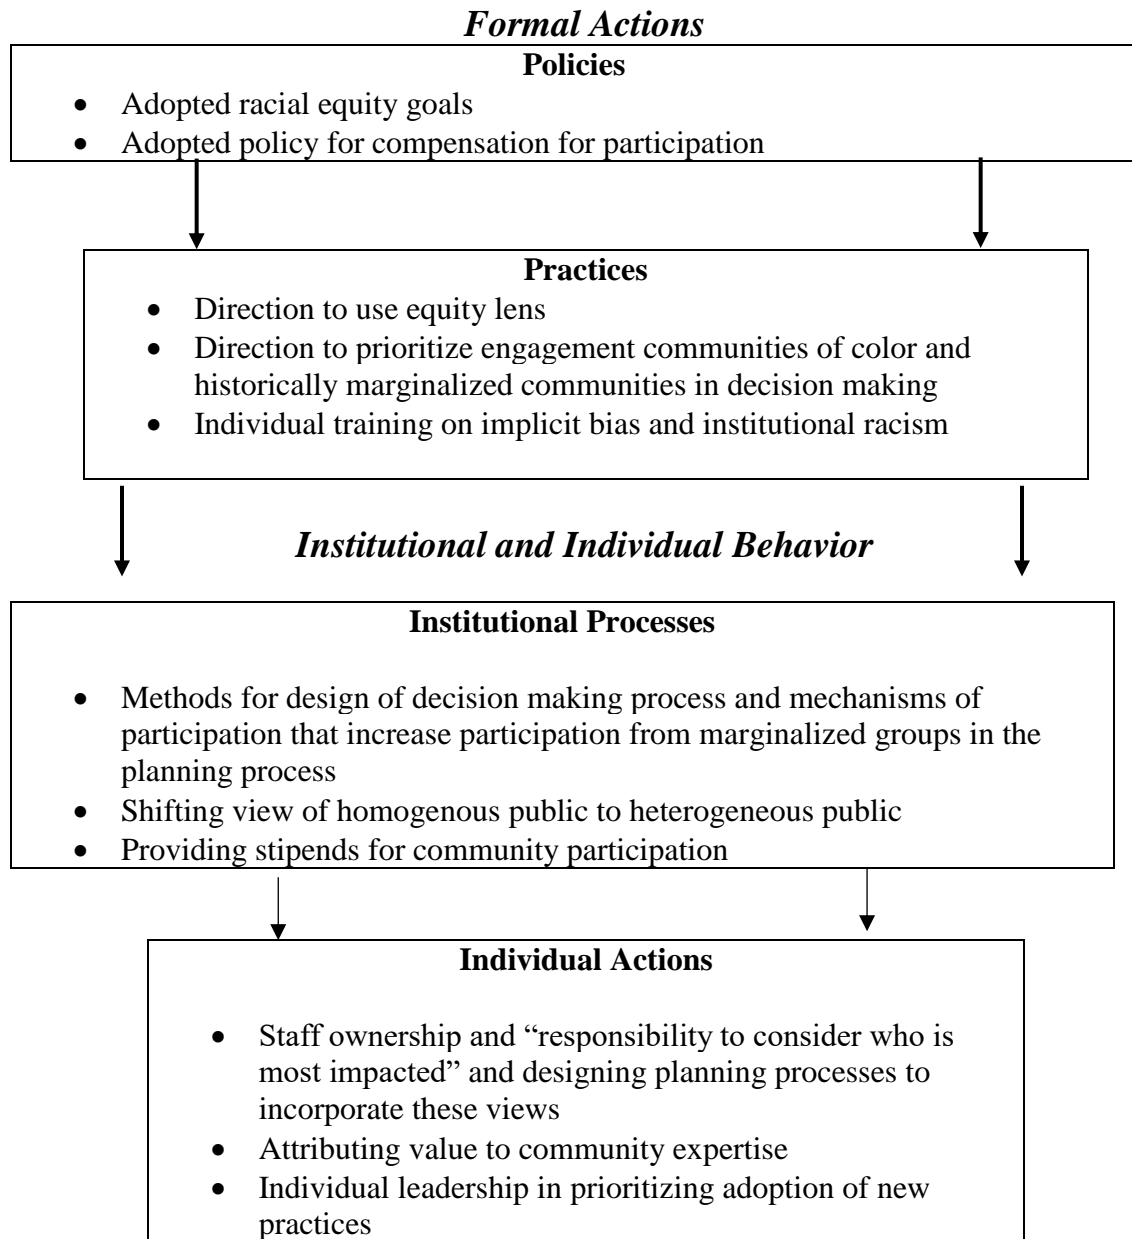 Formal Actions
Policies
• Adopted racial equity goals
• Adopted policy for compensation for participation
Practices
• Direction to use equity lens
• Direction to prioritize engagement communities of color and
historically marginalized communities in decision making
• Individual training on implicit bias and institutional racism
Institutional and Individual Behavior
Institutional Processes
• Methods for design of decision making process and mechanisms of
participation that increase participation from marginalized groups in the
planning process
• Shifting view of homogenous public to heterogeneous public
• Providing stipends for community participation
Individual Actions
• Staff ownership and “responsibility to consider who is
most impacted” and designing planning processes to
incorporate these views
• Attributing value to community expertise
• Individual leadership in prioritizing adoption of new
practices